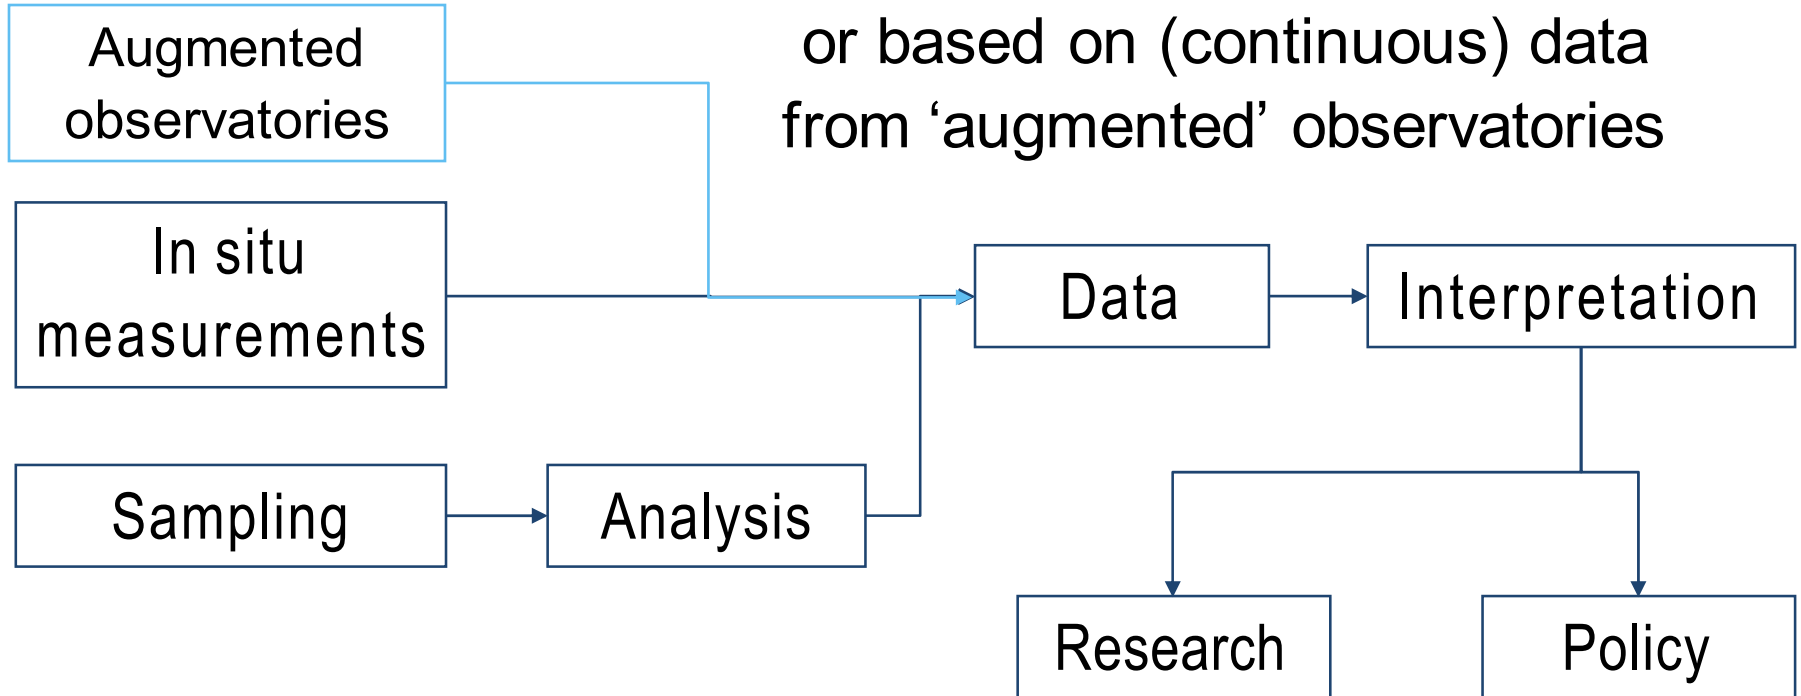 Augmented
observatories
or based on (continuous) data
from ‘augmented’ observatories
In situ
measurements
Data
Interpretation
Sampling
Analysis
Research
Policy